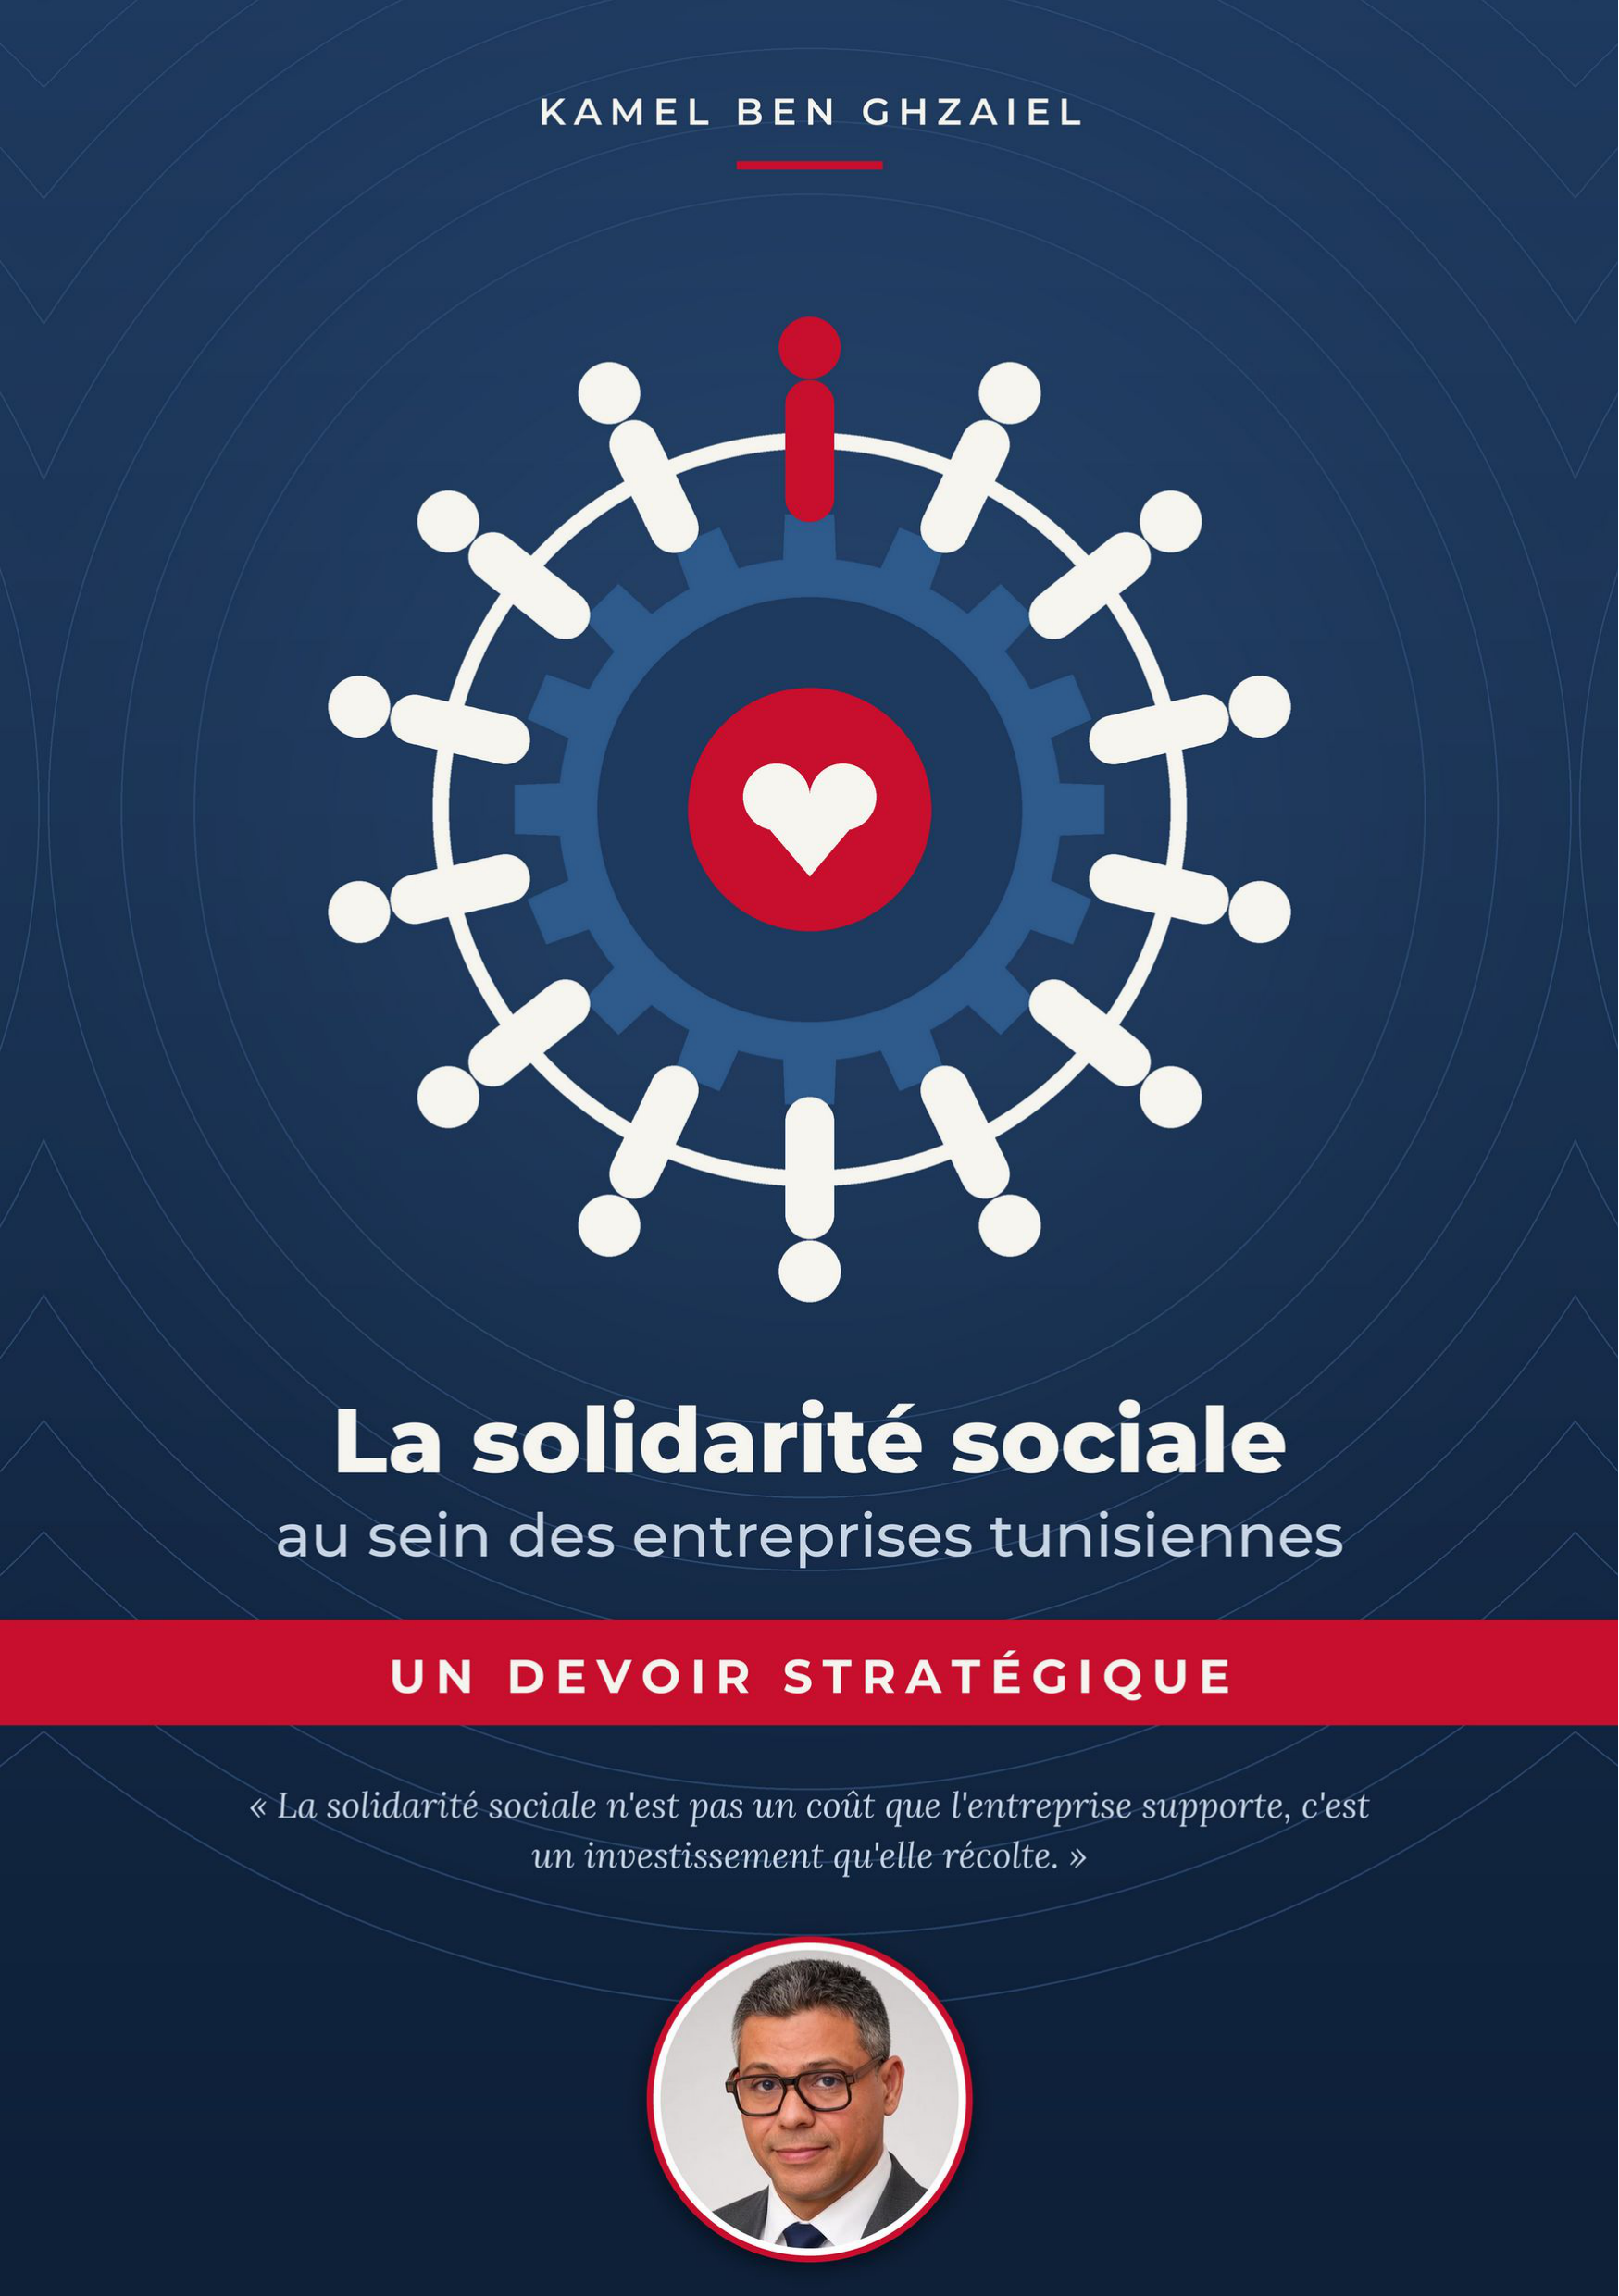 KAMEL BEN GHZAIEL
La solidarité sociale
au sein des entreprises tunisiennes
UN DEVOIR STRATÉGIQUE
« La solidarité sociale n'est pas un coût que l'entreprise supporte, c'est
un investissement qu'elle récolte. »